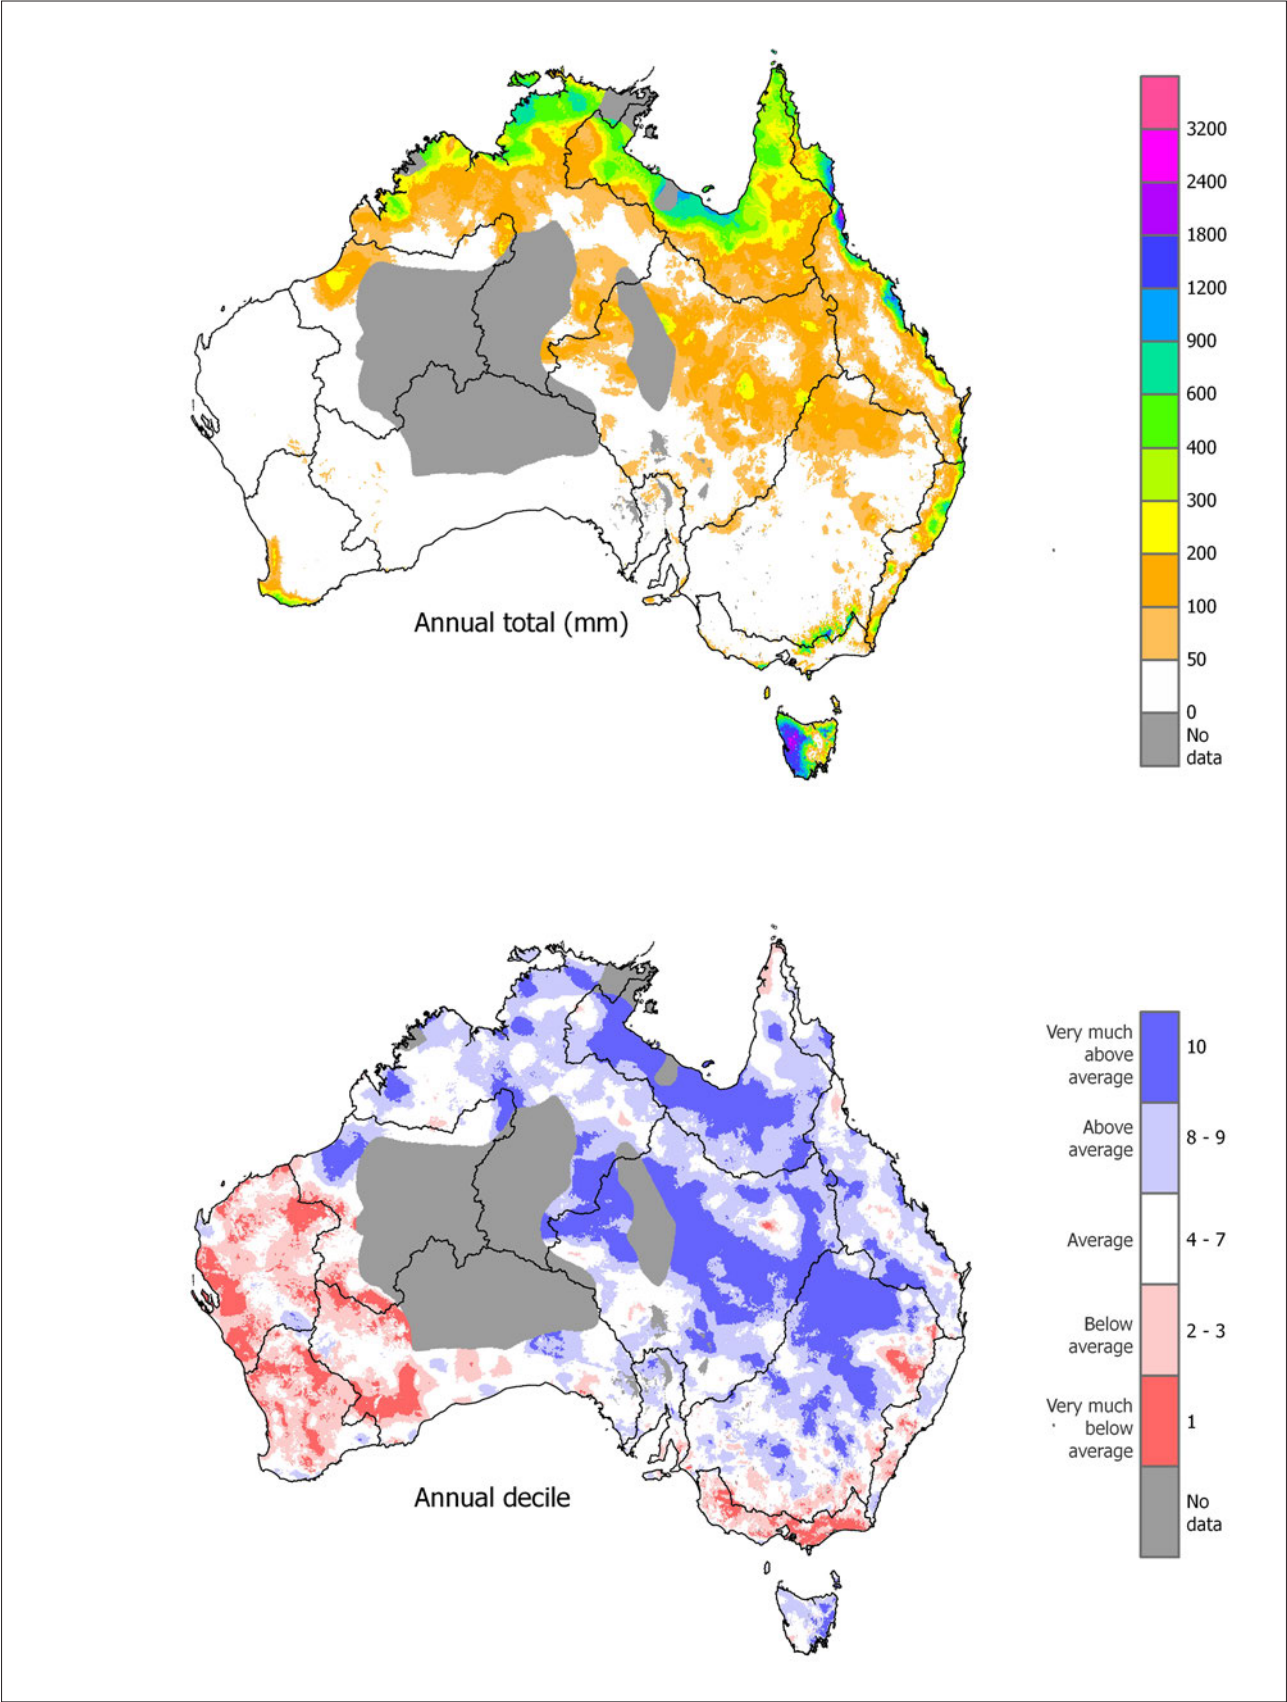 3200
2400
1800
1200
900
600
400
300
200
100
50
0
No
data
Annual total (mm)
Very much
above
average
10
Above
average
8 - 9
Average
4 - 7
Below
average
2 - 3
Very much
below
average
1
No
data
Annual decile